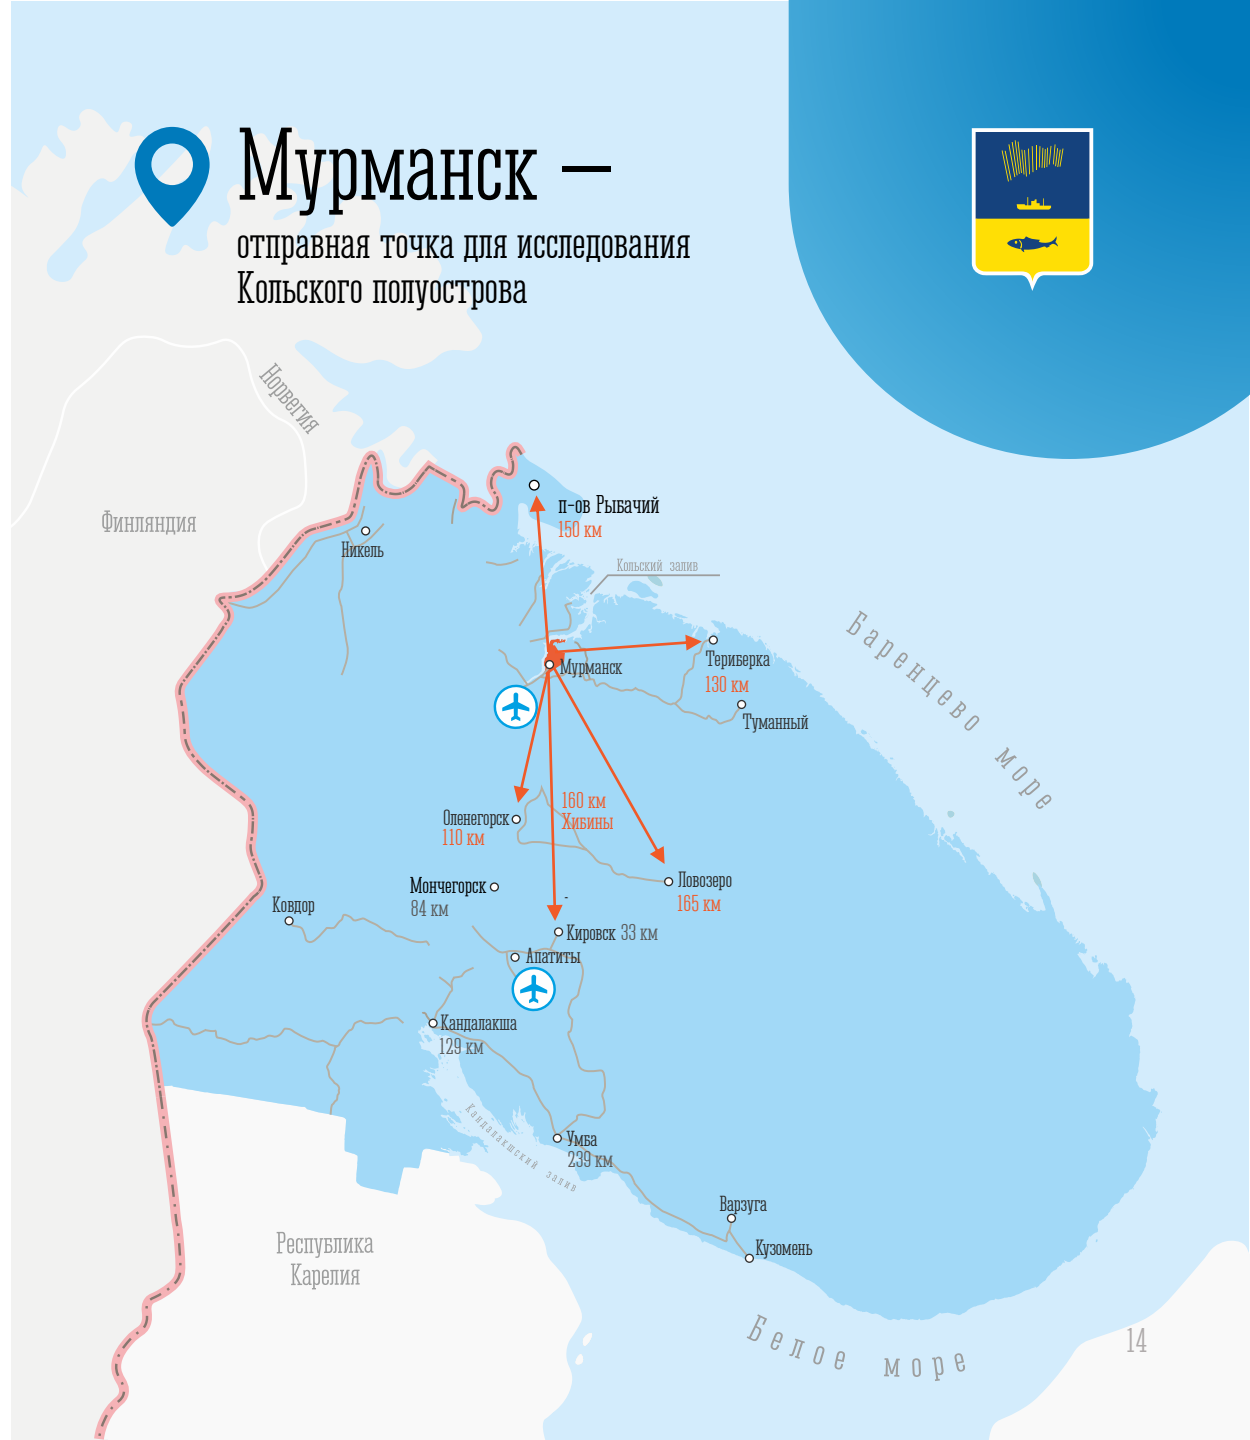 Мурманск –
отправная точка для исследования
Кольского полуострова
Норвегия
Финляндия
п-ов Рыбачий
150 км
Никель
Кольский залив
Баренцево море
Териберка
Мурманск
130 км
Туманный
160 км
Хибины
Оленегорск
110 км
Ловозеро
165 км
Мончегорск
84 км
-
Ковдор
Кировск 33 км
Апатиты
Кандалакша
129 км
Кандалакшский залив
Умба
239 км
Варзуга
Кузомень
Республика
Карелия
Белое море
14